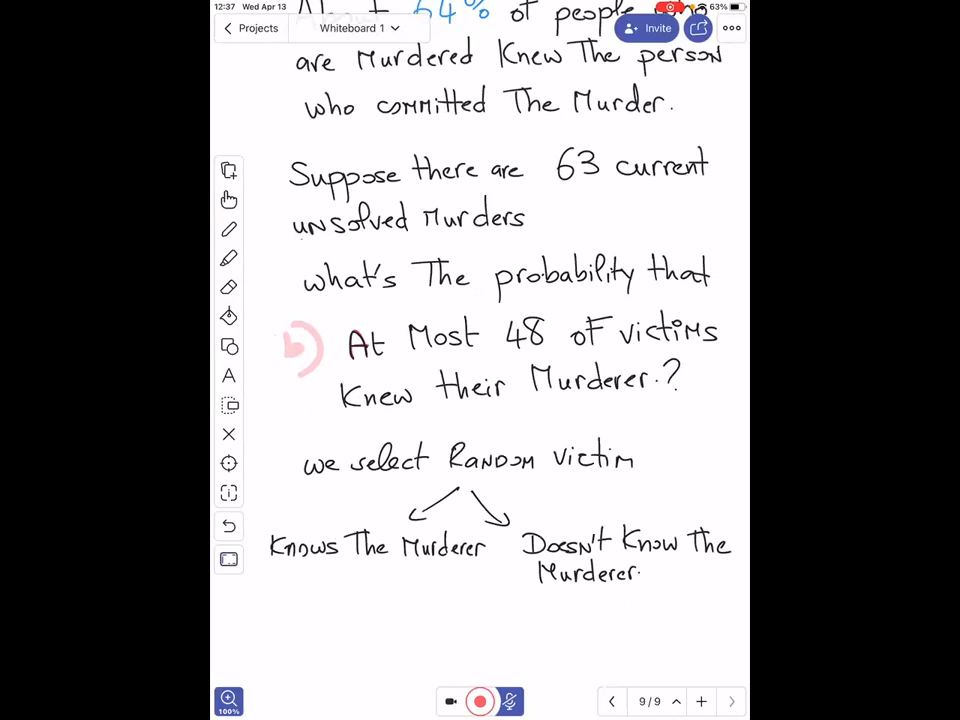 12:37 Wed Apr 13
63%
Projects
Whiteboard 1
Invite
64% of people
are Murdered Knew The person
who committed The Murder.
Suppose there are 63 current
unsolved Murders
what's The probability that
b) At Most 48 of victims
Knew their Murderer.?
we select Random victim
Knows The Murderer
Doesn't Know The
Murderer.
A
100%
9/9